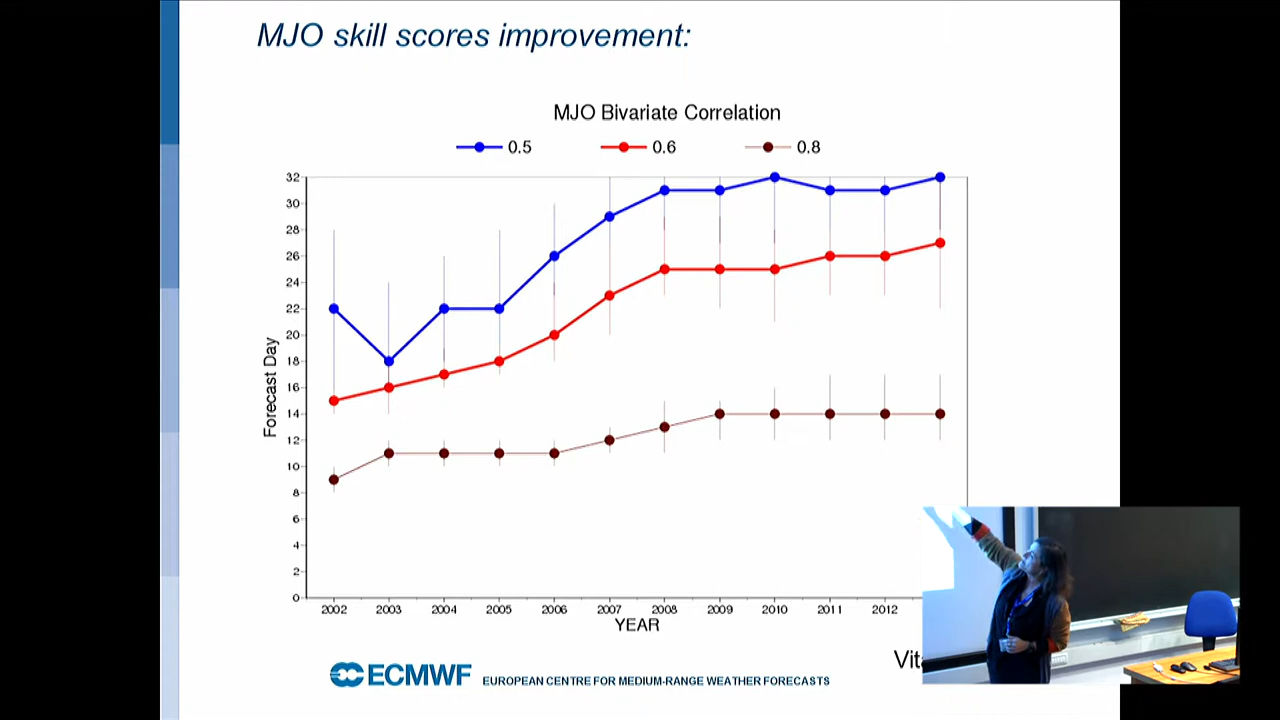 MJO skill scores improvement:
MJO Bivariate Correlation
0.5 0.6 0.8
32
30
28
26
24
22
20
18
16
14
12
10
8
6
4
2
0
Forecast Day
2002 2003 2004 2005 2006 2007 2008 2009 2010 2011 2012
YEAR
Vita
ECMWF EUROPEAN CENTRE FOR MEDIUM-RANGE WEATHER FORECASTS